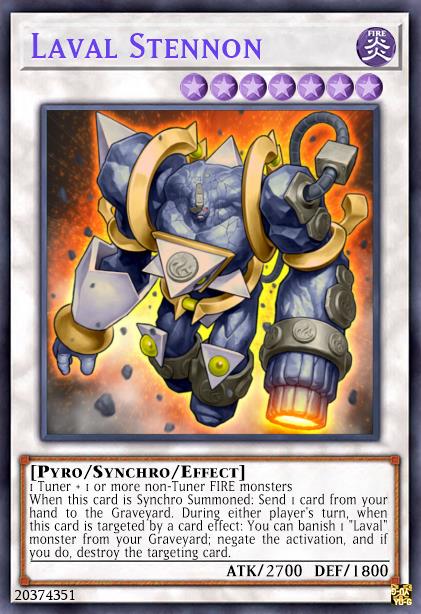 LAVAL STENNON
FIRE
炎
[PYRO/SYNCHRO/EFFECT]
1 Tuner + 1 or more non-Tuner FIRE monsters
When this card is Synchro Summoned: Send 1 card from your
hand to the Graveyard. During either player's turn, when
this card is targeted by a card effect: You can banish 1 "Laval"
monster from your Graveyard; negate the activation, and if
you do, destroy the targeting card.
ATK/2700 DEF/1800
20374351